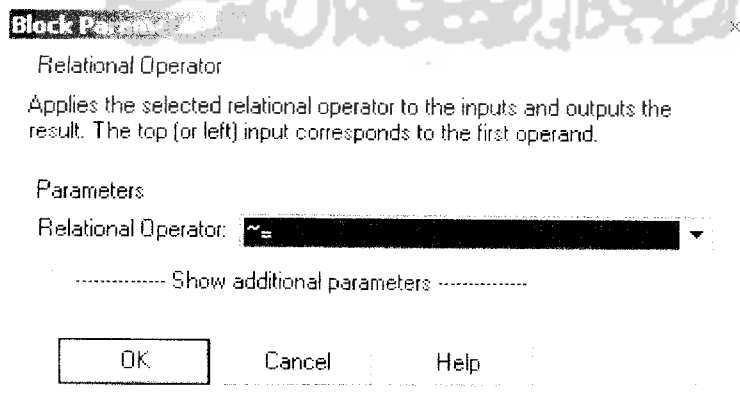 Block
Relational Operator
Applies the selected relational operator to the inputs and outputs the
result. The top (or left) input corresponds to the first operand.
Parameters
Relational Operator: ~=
-------------- Show additional parameters --------------
OK Cancel Help